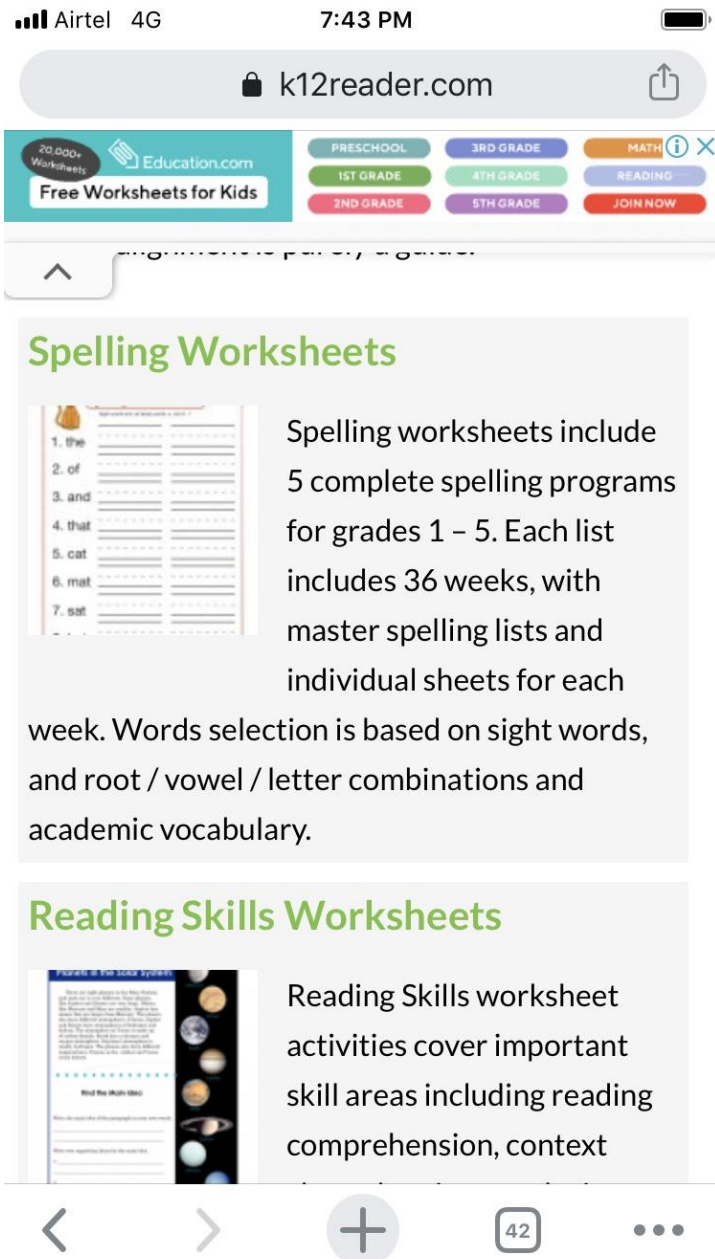 Airtel 4G 7:43 PM
k12reader.com
20,000+
Worksheets
Education.com
Free Worksheets for Kids
PRESCHOOL 3RD GRADE MATH
1ST GRADE 4TH GRADE READING
2ND GRADE 5TH GRADE JOIN NOW
alignment is purely a guide.
Spelling Worksheets
1. the
2. of
3. and
4. that
5. cat
6. mat
7. sat
Spelling worksheets include
5 complete spelling programs
for grades 1 – 5. Each list
includes 36 weeks, with
master spelling lists and
individual sheets for each
week. Words selection is based on sight words,
and root / vowel / letter combinations and
academic vocabulary.
Reading Skills Worksheets
Planets in the Solar System
Find the Main Idea
Reading Skills worksheet
activities cover important
skill areas including reading
comprehension, context
42